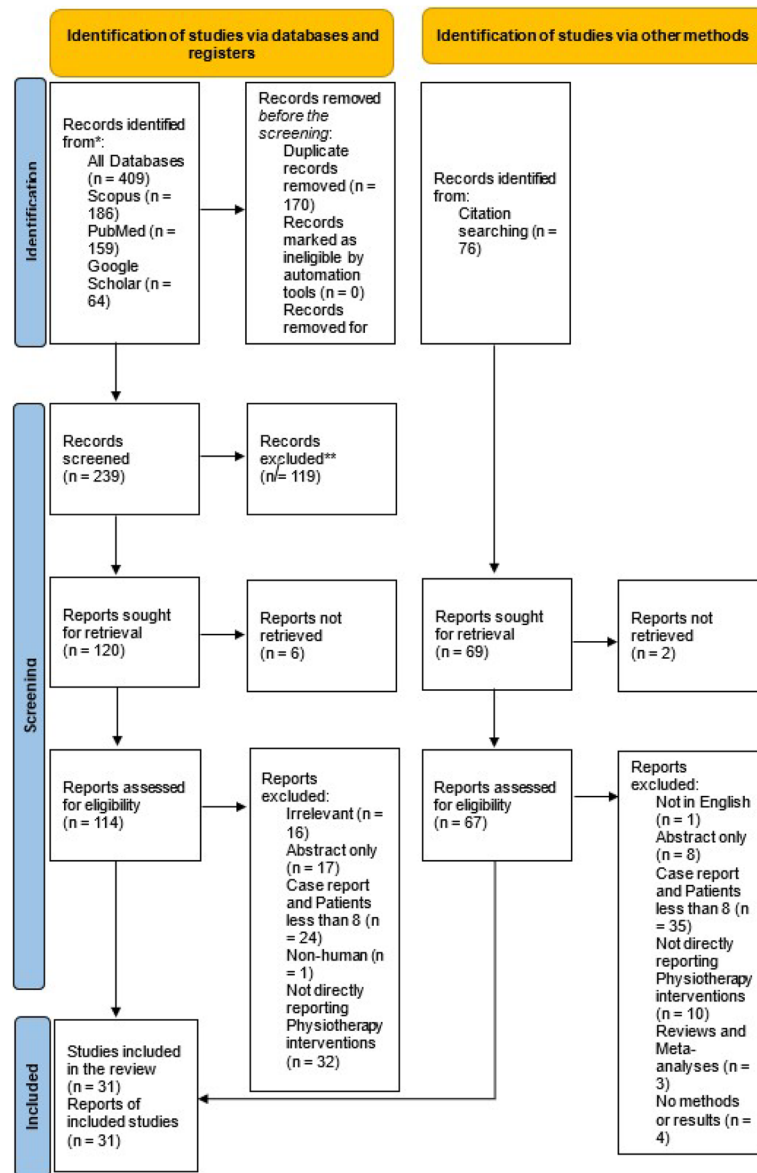 Identification of studies via databases and
registers
Identification of studies via other methods
Identification
Records identified
from*:
All Databases
(n = 409)
Scopus (n =
186)
PubMed (n =
159)
Google
Scholar (n =
64)
Records removed
before the
screening:
Duplicate
records
removed (n =
170)
Records
marked as
ineligible by
automation
tools (n = 0)
Records
removed for
Records identified
from:
Citation
searching (n =
76)
Screening
Records
screened
(n = 239)
Records
excluded**
(n = 119)
Reports sought
for retrieval
(n = 120)
Reports not
retrieved
(n = 6)
Reports sought
for retrieval
(n = 69)
Reports not
retrieved
(n = 2)
Reports assessed
for eligibility
(n = 114)
Reports
excluded:
Irrelevant (n =
16)
Abstract only
(n = 17)
Case report
and Patients
less than 8 (n
= 24)
Non-human (n
= 1)
Not directly
reporting
Physiotherapy
interventions
(n = 32)
Reports assessed
for eligibility
(n = 67)
Reports
excluded:
Not in English
(n = 1)
Abstract only
(n = 8)
Case report
and Patients
less than 8 (n
= 35)
Not directly
reporting
Physiotherapy
interventions
(n = 10)
Reviews and
Meta-
analyses (n =
3)
No methods
or results (n =
4)
Included
Studies included
in the review
(n = 31)
Reports of
included studies
(n = 31)